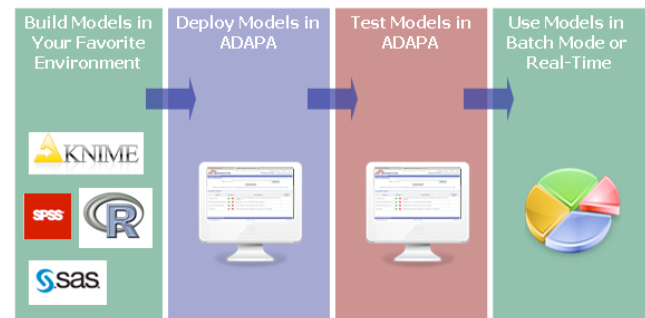 Build Models in
Your Favorite
Environment
Deploy Models in
ADAPA
Test Models in
ADAPA
Use Models in
Batch Mode or
Real-Time
KNIME
SPSS
R
sas